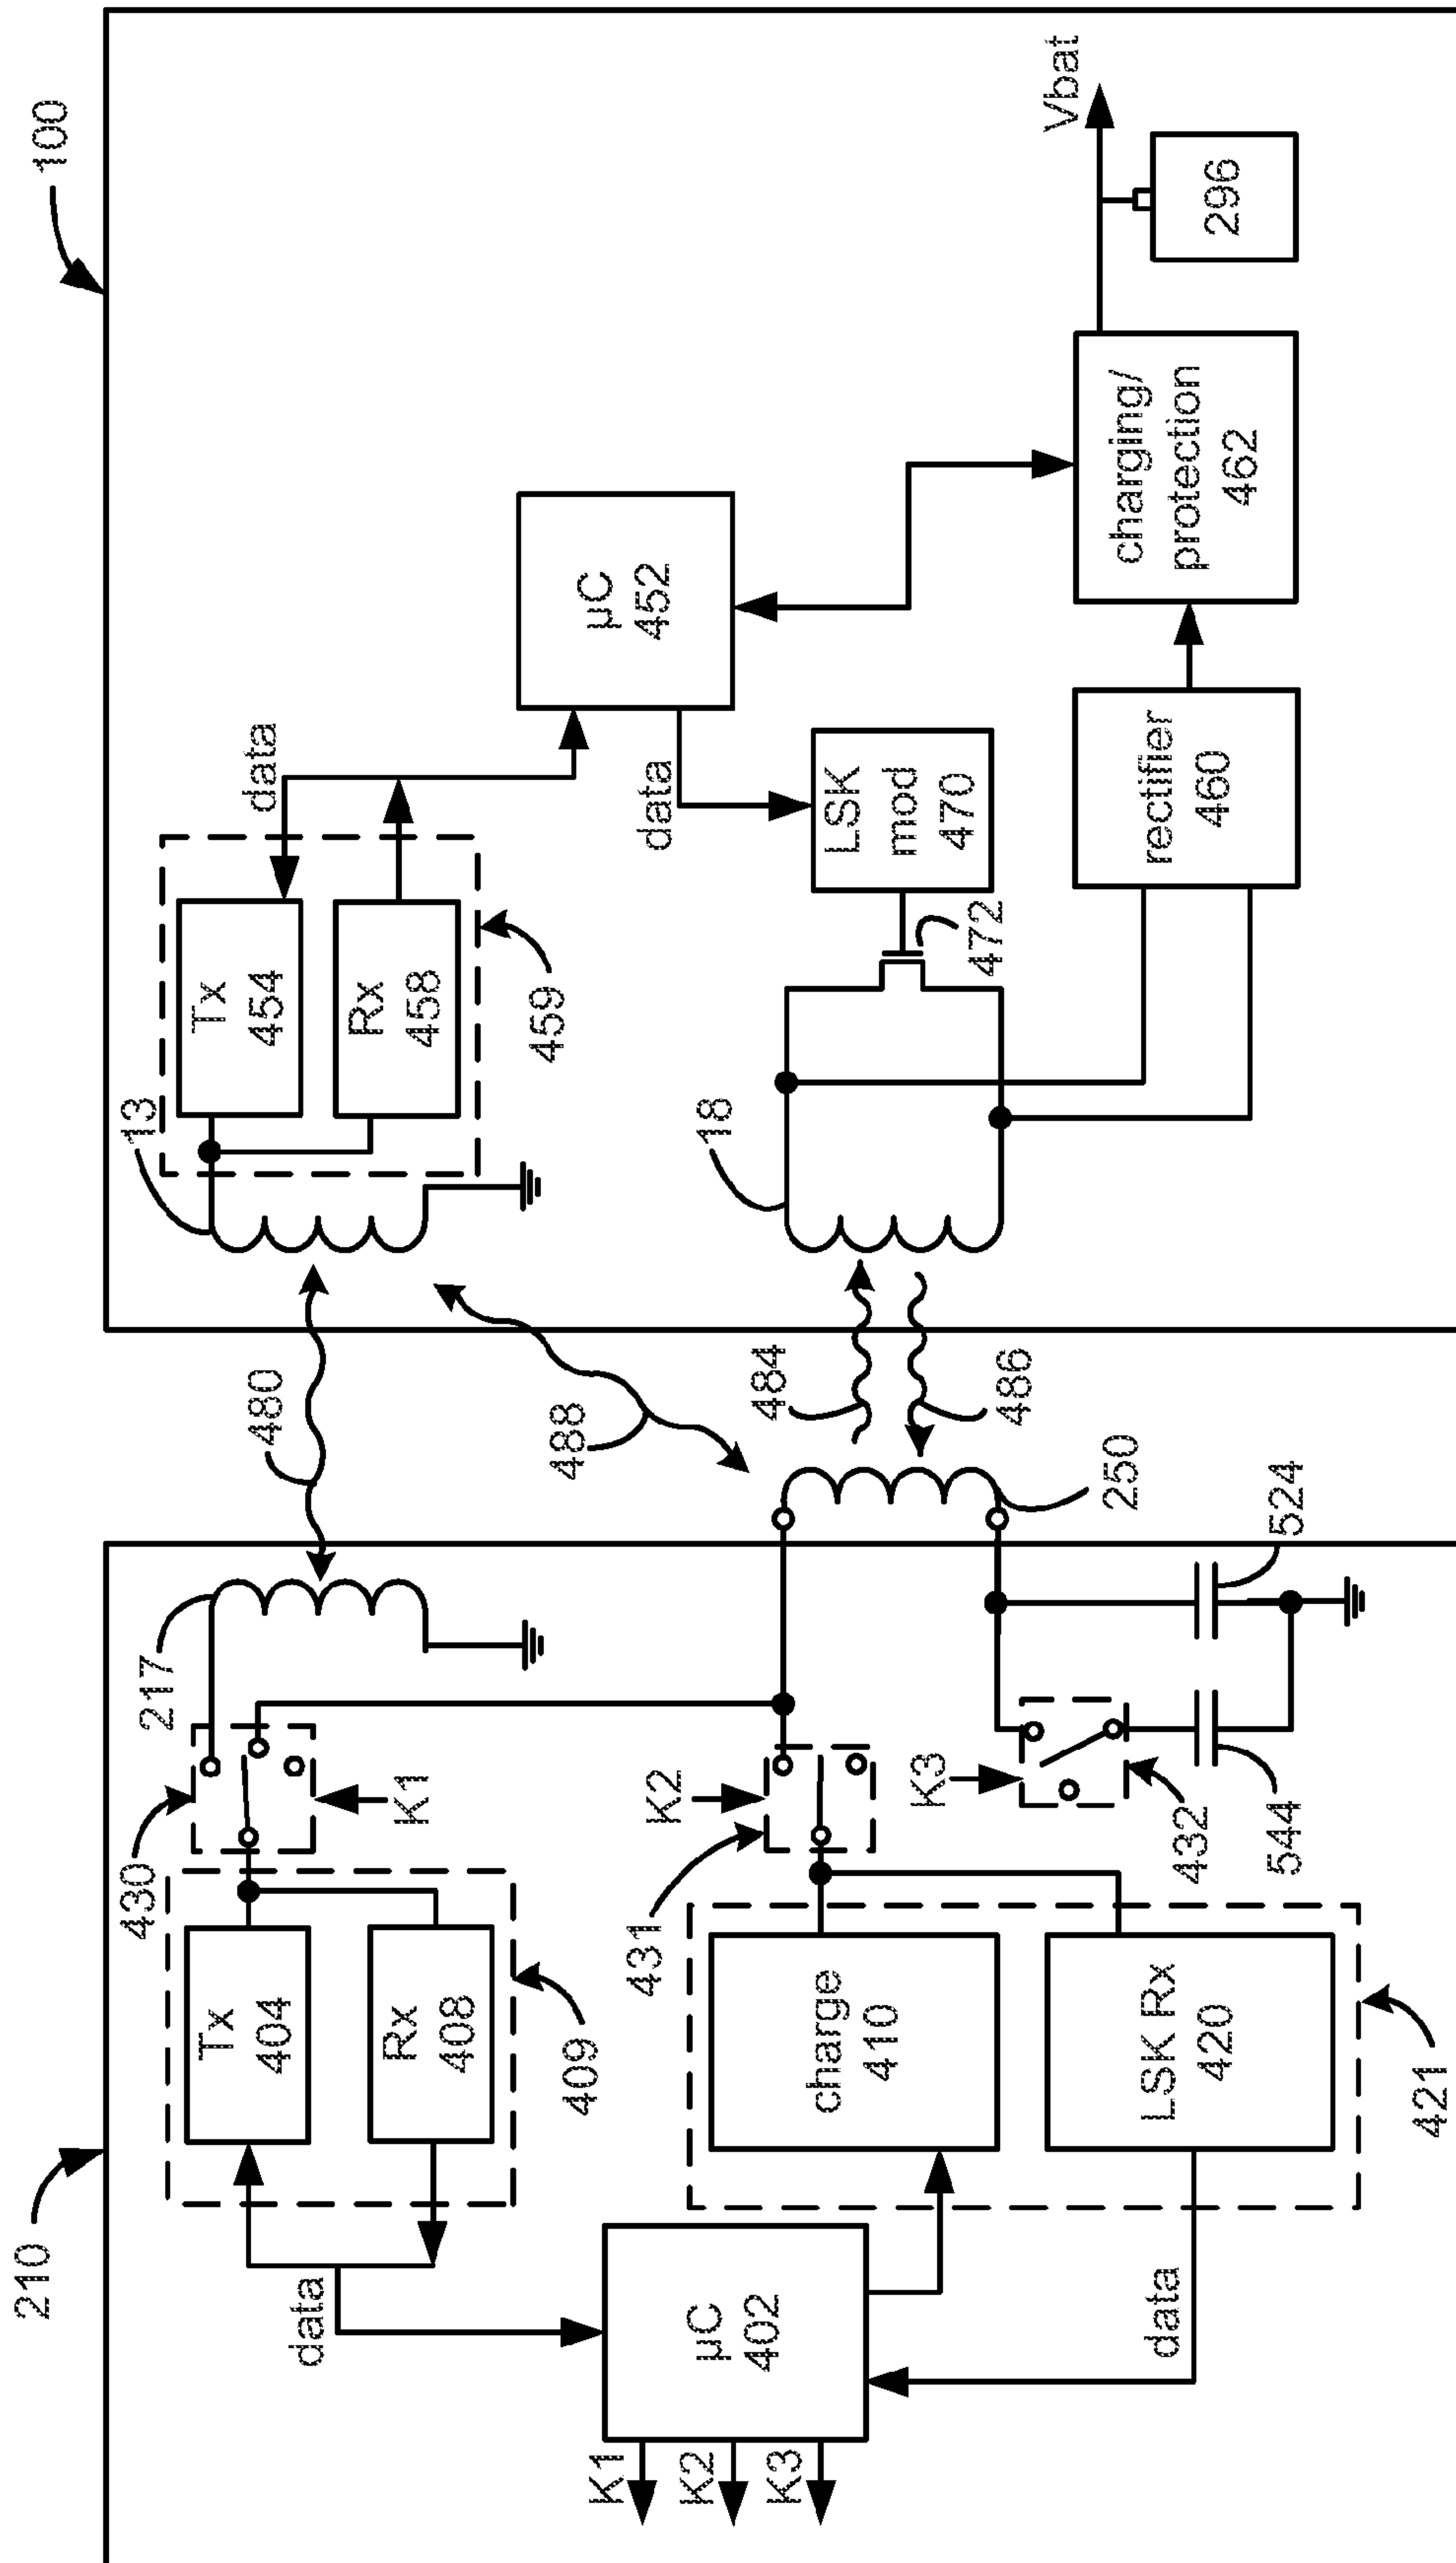 210
100
data
Tx
404
Rx
408
409
430
K1
217
480
488
13
Tx
454
Rx
458
459
data
µC
402
K1
K2
K3
charge
410
LSK Rx
420
421
data
431
K2
K3
432
544
524
250
484
486
18
472
LSK
mod
470
data
µC
452
rectifier
460
charging/
protection
462
296
Vbat